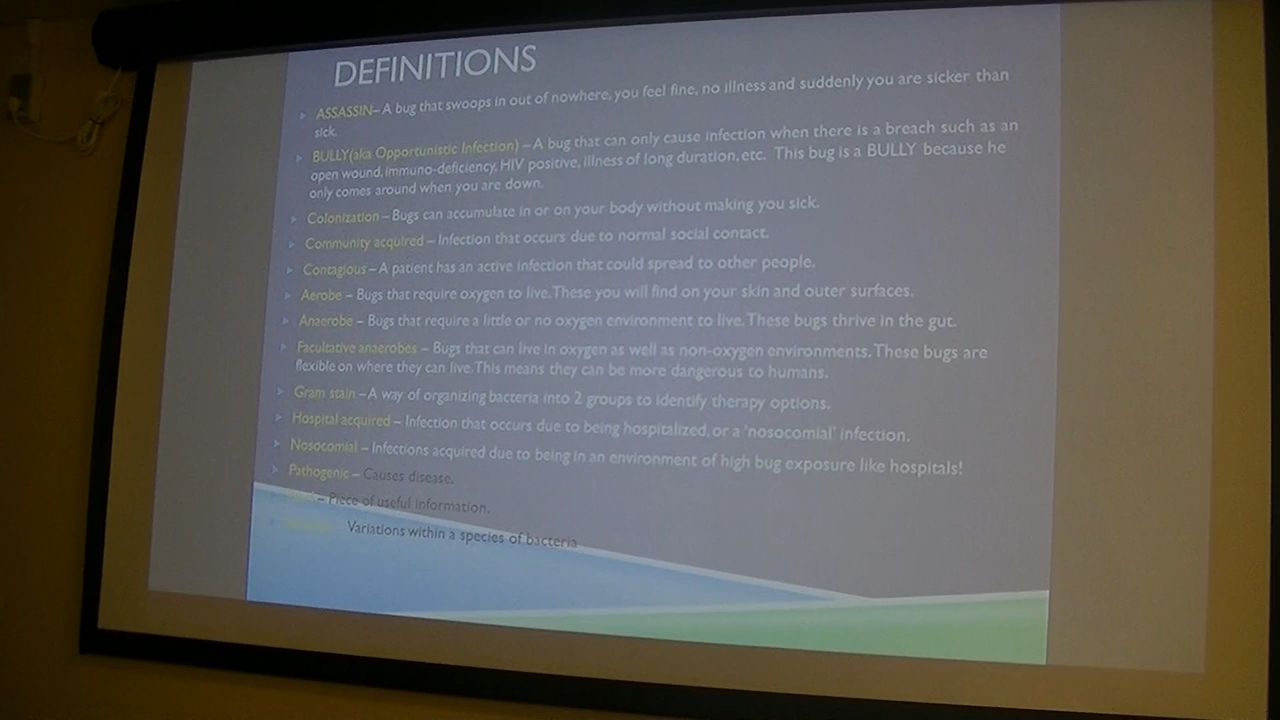 DEFINITIONS
ASSASSIN– A bug that swoops in out of nowhere, you feel fine, no illness and suddenly you are sicker than
sick.
BULLY(aka Opportunistic Infection) – A bug that can only cause infection when there is a breach such as an
open wound, immuno-deficiency, HIV positive, illness of long duration, etc. This bug is a BULLY because he
only comes around when you are down.
Colonization – Bugs can accumulate in or on your body without making you sick.
Community acquired – Infection that occurs due to normal social contact.
Contagious – A patient has an active infection that could spread to other people.
Aerobe – Bugs that require oxygen to live. These you will find on your skin and outer surfaces.
Anaerobe – Bugs that require a little or no oxygen environment to live. These bugs thrive in the gut.
Facultative anaerobes – Bugs that can live in oxygen as well as non-oxygen environments. These bugs are
flexible on where they can live. This means they can be more dangerous to humans.
Gram stain – A way of organizing bacteria into 2 groups to identify therapy options.
Hospital acquired – Infection that occurs due to being hospitalized, or a 'nosocomial' infection.
Nosocomial – Infections acquired due to being in an environment of high bug exposure like hospitals!
Pathogenic – Causes disease.
– Piece of useful information.
Variations within a species of bacteria